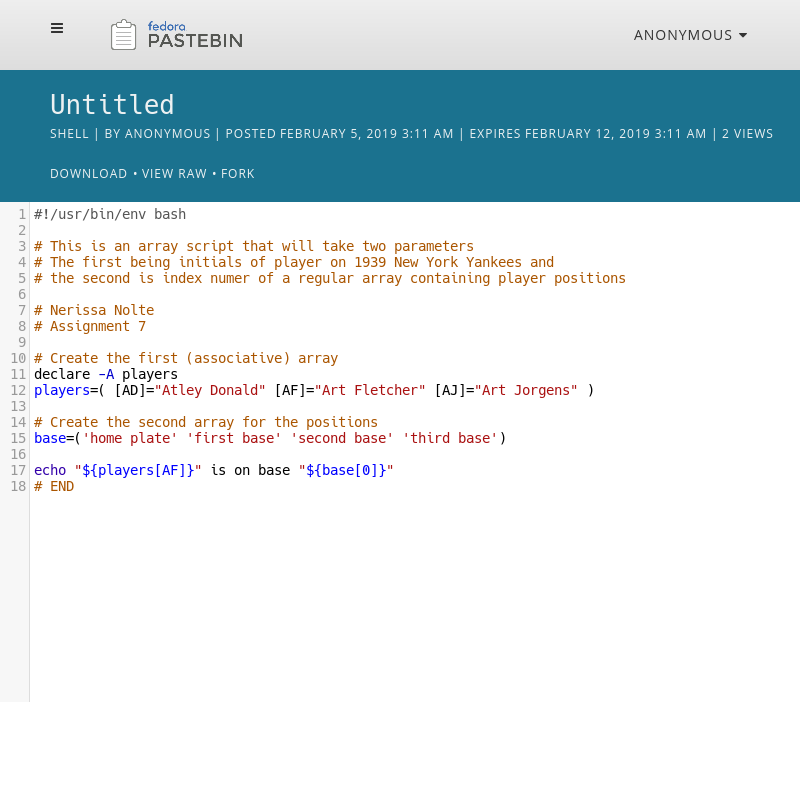 fedora
PASTEBIN
ANONYMOUS
Untitled
SHELL | BY ANONYMOUS | POSTED FEBRUARY 5, 2019 3:11 AM | EXPIRES FEBRUARY 12, 2019 3:11 AM | 2 VIEWS
DOWNLOAD • VIEW RAW • FORK
1 #!/usr/bin/env bash
2
3 # This is an array script that will take two parameters
4 # The first being initials of player on 1939 New York Yankees and
5 # the second is index numer of a regular array containing player positions
6
7 # Nerissa Nolte
8 # Assignment 7
9
10 # Create the first (associative) array
11 declare -A players
12 players=( [AD]="Atley Donald" [AF]="Art Fletcher" [AJ]="Art Jorgens" )
13
14 # Create the second array for the positions
15 base=('home plate' 'first base' 'second base' 'third base')
16
17 echo "${players[AF]}" is on base "${base[0]}"
18 # END